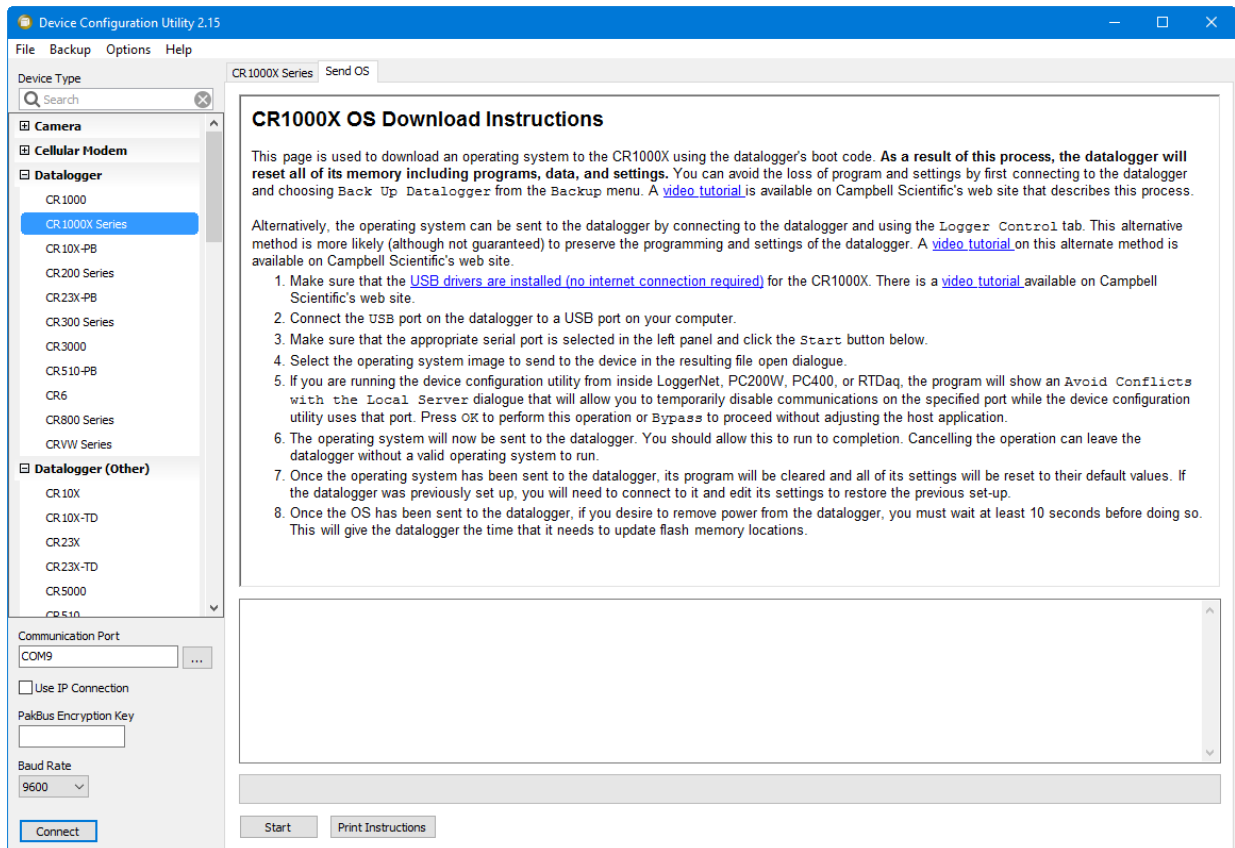 Device Configuration Utility 2.15
File Backup Options Help
Device Type
Search
Camera
Cellular Modem
Datalogger
CR1000
CR1000X Series
CR10X-PB
CR200 Series
CR23X-PB
CR300 Series
CR3000
CR510-PB
CR6
CR800 Series
CRVW Series
Datalogger (Other)
CR10X
CR10X-TD
CR23X
CR23X-TD
CR5000
CR510
Communication Port
COM9
...
Use IP Connection
PakBus Encryption Key
Baud Rate
9600
Connect
CR1000X Series Send OS
CR1000X OS Download Instructions
This page is used to download an operating system to the CR1000X using the datalogger's boot code. As a result of this process, the datalogger will
reset all of its memory including programs, data, and settings. You can avoid the loss of program and settings by first connecting to the datalogger
and choosing Back Up Datalogger from the Backup menu. A video tutorial is available on Campbell Scientific's web site that describes this process.
Alternatively, the operating system can be sent to the datalogger by connecting to the datalogger and using the Logger Control tab. This alternative
method is more likely (although not guaranteed) to preserve the programming and settings of the datalogger. A video tutorial on this alternate method is
available on Campbell Scientific's web site.
1. Make sure that the USB drivers are installed (no internet connection required) for the CR1000X. There is a video tutorial available on Campbell
Scientific's web site.
2. Connect the USB port on the datalogger to a USB port on your computer.
3. Make sure that the appropriate serial port is selected in the left panel and click the Start button below.
4. Select the operating system image to send to the device in the resulting file open dialogue.
5. If you are running the device configuration utility from inside LoggerNet, PC200W, PC400, or RTDaq, the program will show an Avoid Conflicts
with the Local Server dialogue that will allow you to temporarily disable communications on the specified port while the device configuration
utility uses that port. Press OK to perform this operation or Bypass to proceed without adjusting the host application.
6. The operating system will now be sent to the datalogger. You should allow this to run to completion. Cancelling the operation can leave the
datalogger without a valid operating system to run.
7. Once the operating system has been sent to the datalogger, its program will be cleared and all of its settings will be reset to their default values. If
the datalogger was previously set up, you will need to connect to it and edit its settings to restore the previous set-up.
8. Once the OS has been sent to the datalogger, if you desire to remove power from the datalogger, you must wait at least 10 seconds before doing so.
This will give the datalogger the time that it needs to update flash memory locations.
Start Print Instructions